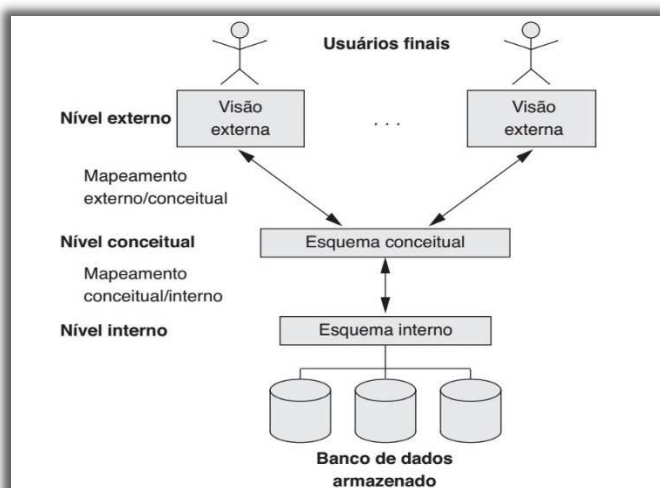 Usuários finais
Nível externo
Visão
externa
. . .
Visão
externa
Mapeamento
externo/conceitual
Nível conceitual
Esquema conceitual
Mapeamento
conceitual/interno
Nível interno
Esquema interno
Banco de dados
armazenado